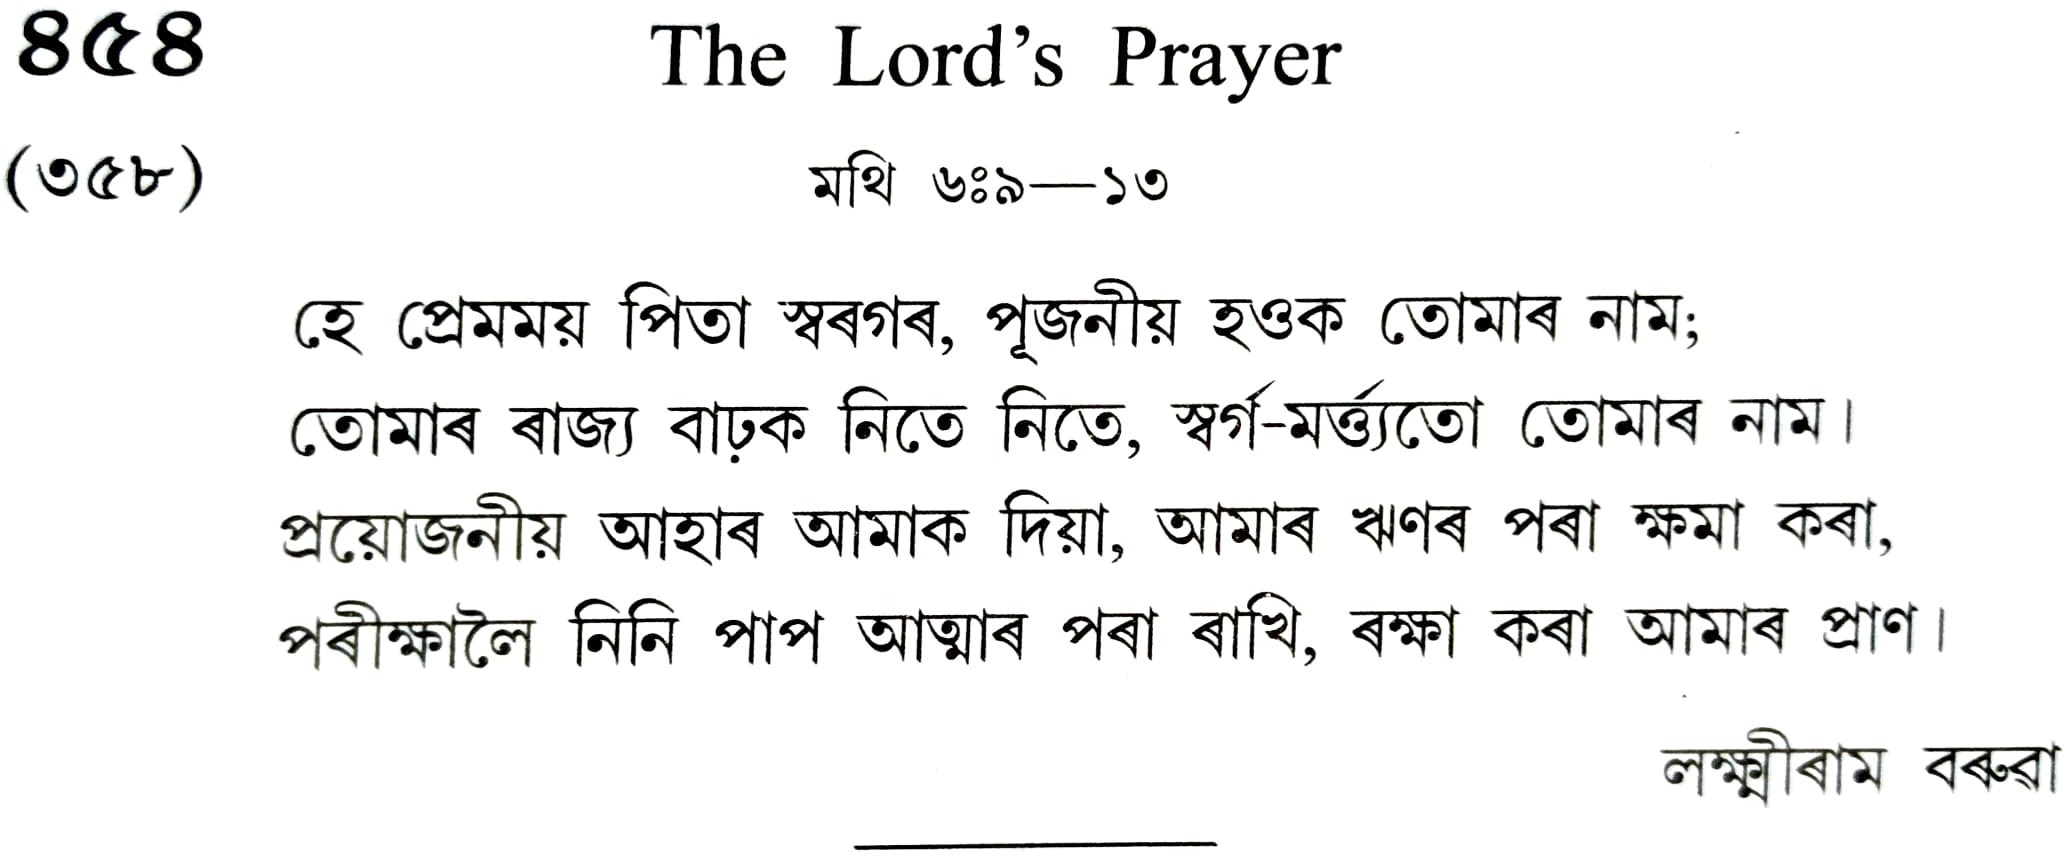 ৪৫৪ The Lord’s Prayer
(৩৫৮) মথি ৬ঃ৯—১৩
হে প্ৰেমময় পিতা স্বৰগৰ, পূজনীয় হওক তোমাৰ নাম;
তোমাৰ ৰাজ্য বাঢ়ক নিতে নিতে, স্বৰ্গ-মৰ্ত্ত্যতো তোমাৰ নাম।
প্ৰয়োজনীয় আহাৰ আমাক দিয়া, আমাৰ ঋণৰ পৰা ক্ষমা কৰা,
পৰীক্ষালৈ নিনি পাপ আত্মাৰ পৰা ৰাখি, ৰক্ষা কৰা আমাৰ প্ৰাণ।
লক্ষ্মীৰাম বৰুৱা